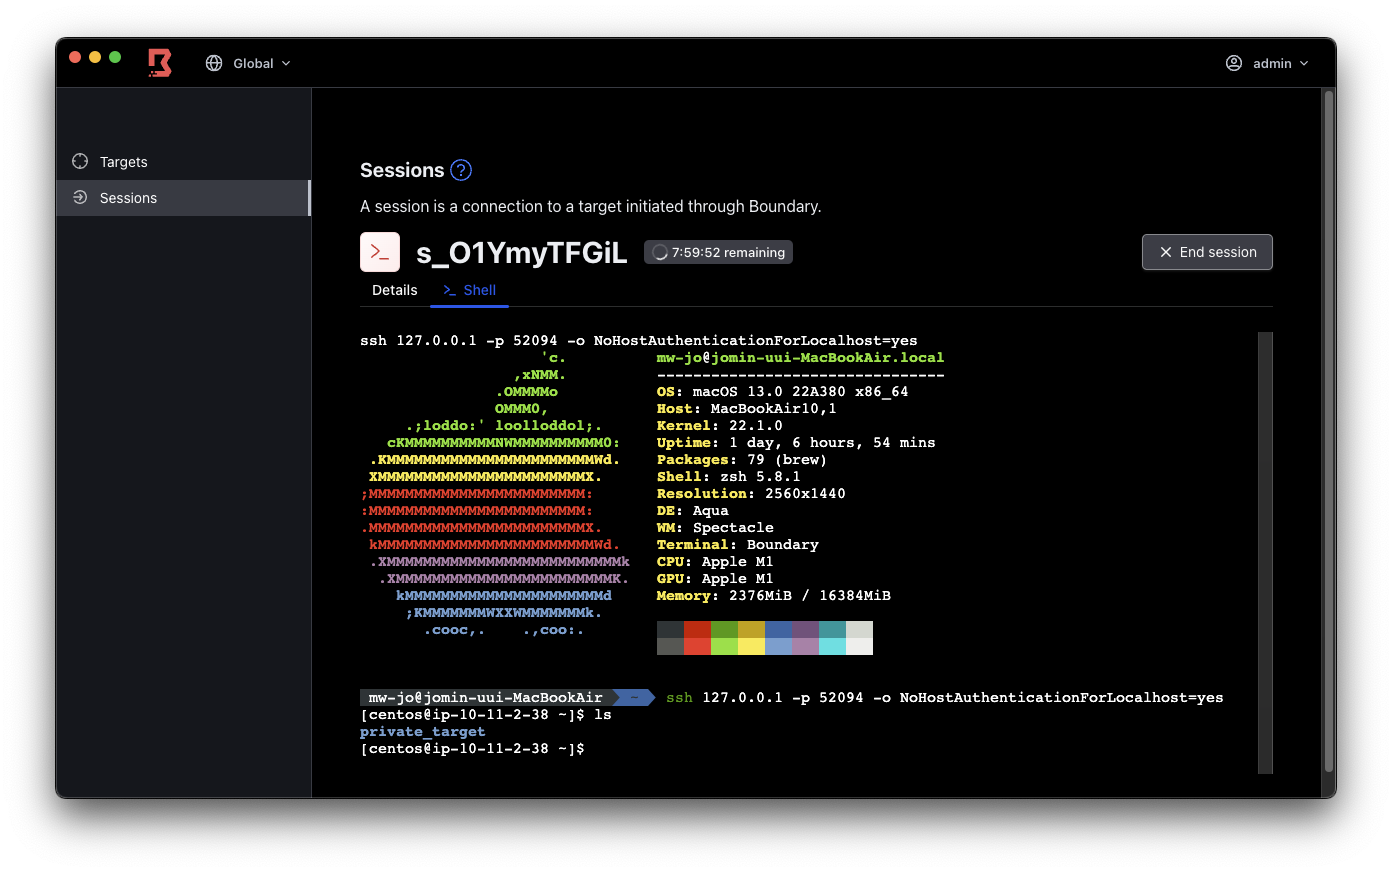 Global
admin
Targets
Sessions
Sessions ?
A session is a connection to a target initiated through Boundary.
>_ s_O1YmyTFGiL 7:59:52 remaining
End session
Details
>_ Shell
ssh 127.0.0.1 -p 52094 -o NoHostAuthenticationForLocalhost=yes
'c. mw-jo@jomin-uui-MacBookAir.local
,xNMM. --------------------------------
.OMMMMo OS: macOS 13.0 22A380 x86_64
OMMM0, Host: MacBookAir10,1
.;loddo:' loolloddol;. Kernel: 22.1.0
cKMMMMMMMMMMNWMMMMMMMMMM0: Uptime: 1 day, 6 hours, 54 mins
.KMMMMMMMMMMMMMMMMMMMMMMMWd. Packages: 79 (brew)
XMMMMMMMMMMMMMMMMMMMMMMMX. Shell: zsh 5.8.1
;MMMMMMMMMMMMMMMMMMMMMMMM: Resolution: 2560x1440
:MMMMMMMMMMMMMMMMMMMMMMMM: DE: Aqua
.MMMMMMMMMMMMMMMMMMMMMMMMX. WM: Spectacle
kMMMMMMMMMMMMMMMMMMMMMMMMWd. Terminal: Boundary
.XMMMMMMMMMMMMMMMMMMMMMMMMMMk CPU: Apple M1
.XMMMMMMMMMMMMMMMMMMMMMMMMK. GPU: Apple M1
kMMMMMMMMMMMMMMMMMMMMMMd Memory: 2376MiB / 16384MiB
;KMMMMMMMWXXWMMMMMMMk.
.cooc,. .,coo:.
mw-jo@jomin-uui-MacBookAir ~ ssh 127.0.0.1 -p 52094 -o NoHostAuthenticationForLocalhost=yes
[centos@ip-10-11-2-38 ~]$ ls
private_target
[centos@ip-10-11-2-38 ~]$